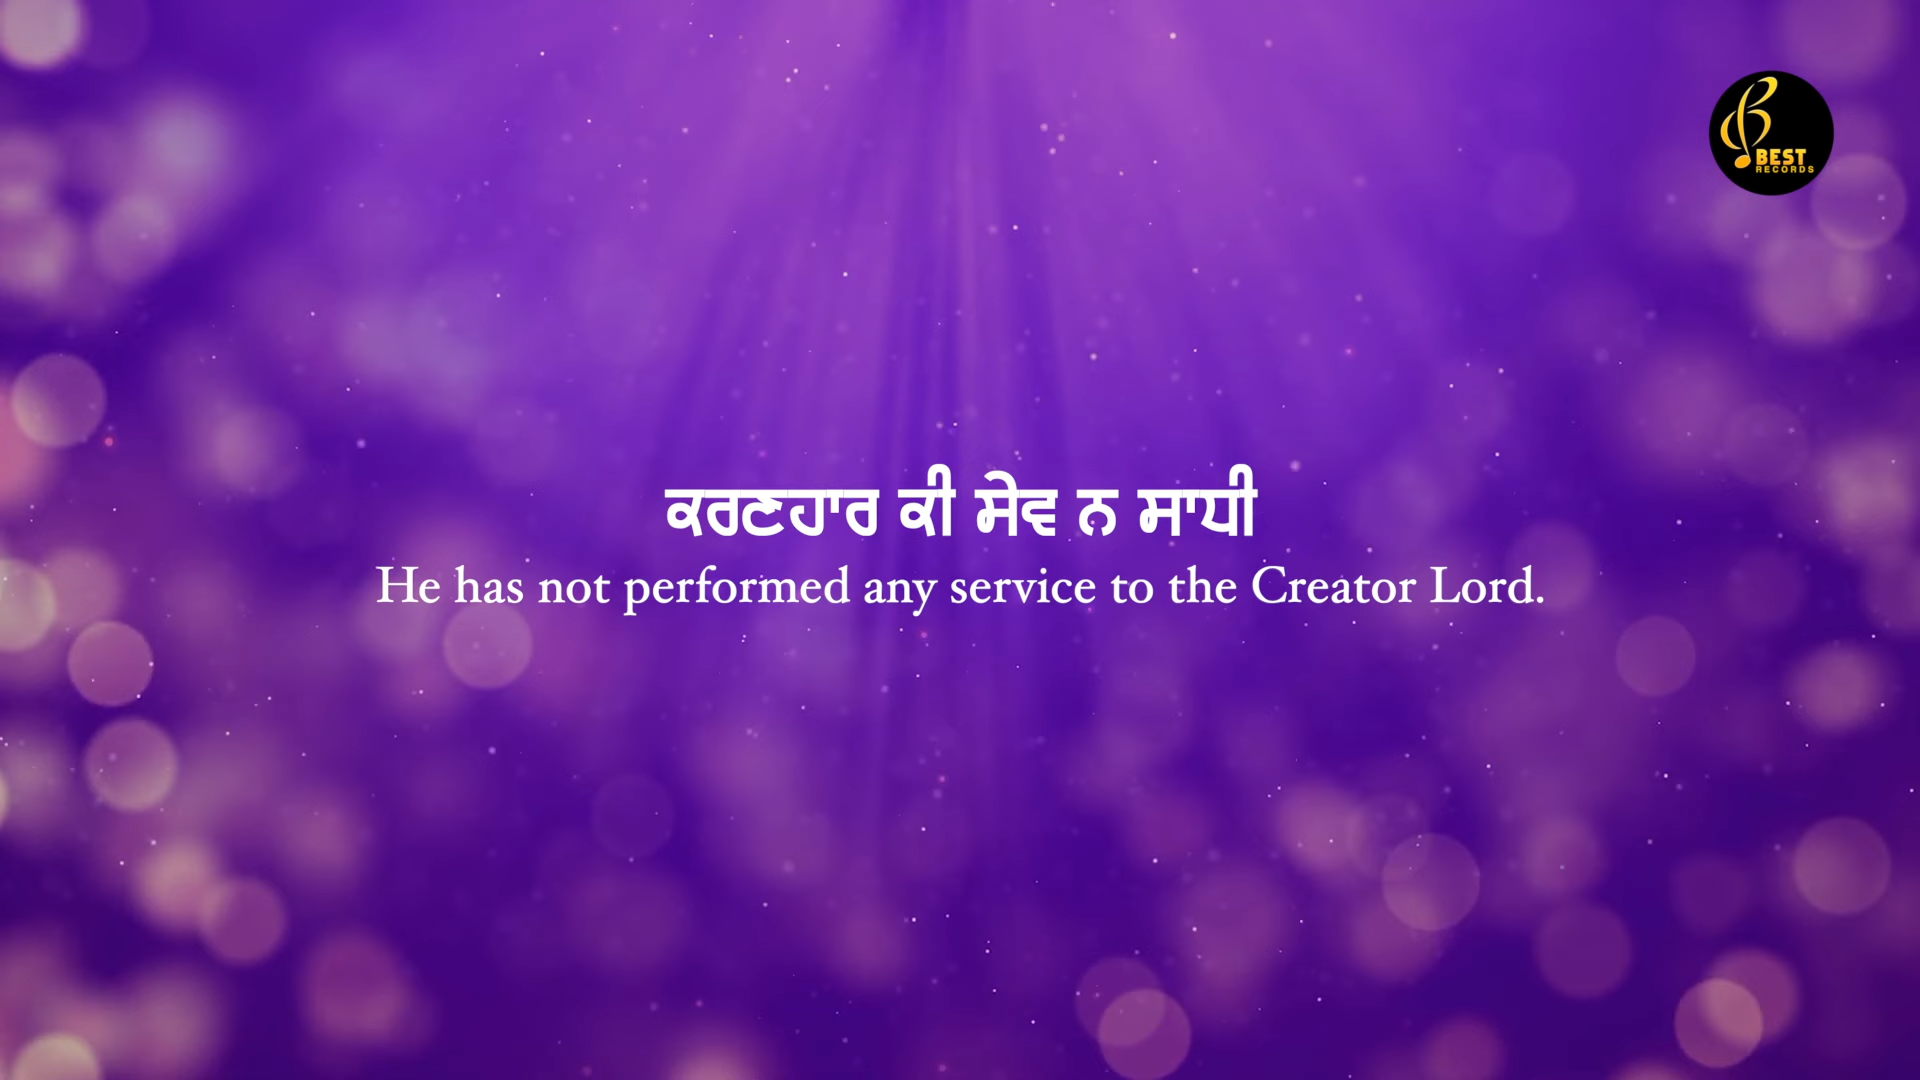 BEST
RECORDS
ਕਰਣਹਾਰ ਕੀ ਸੇਵ ਨ ਸਾਧੀ
He has not performed any service to the Creator Lord.